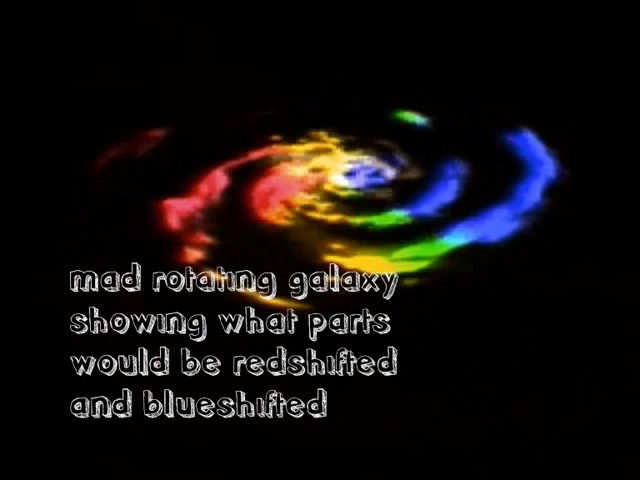 mad rotating galaxy
showing what parts
would be redshifted
and blueshifted